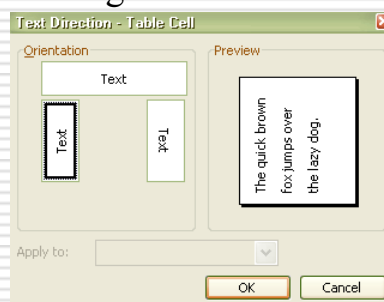 Text Direction - Table Cell
Orientation
Preview
Text
Text
Text
The quick brown
fox jumps over
the lazy dog.
Apply to:
OK
Cancel